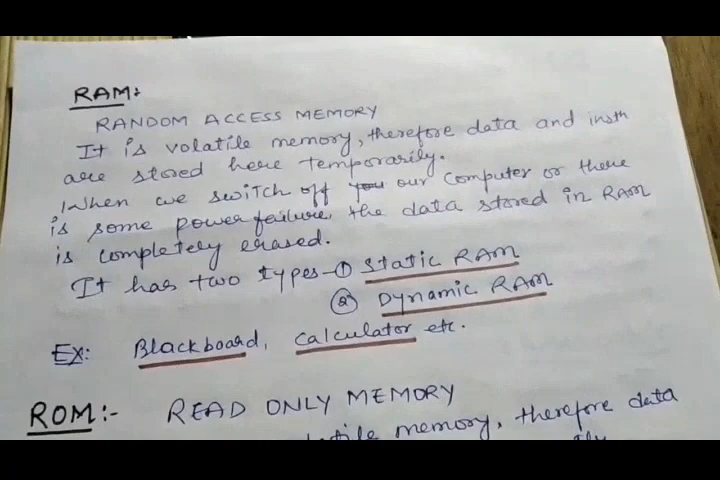 RAM:
RANDOM ACCESS MEMORY
It is volatile memory, therefore data and instn
are stored here temporarily.
When we switch off our computer or there
is some power failure, the data stored in RAM
is completely erased.
It has two types - ① Static RAM
② Dynamic RAM
Ex: Blackboard, Calculator etc.
ROM:- READ ONLY MEMORY
memory, therefore data